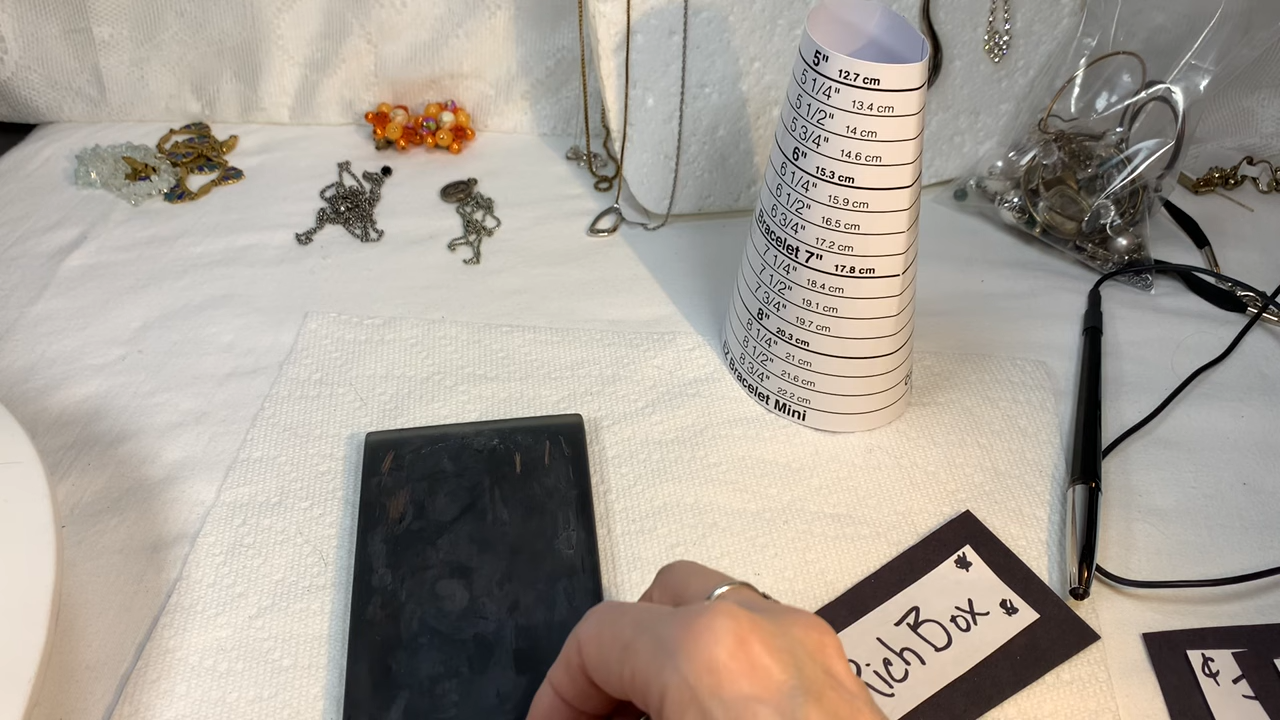 5" 12.7 cm
5 1/4" 13.4 cm
5 1/2" 14 cm
5 3/4" 14.6 cm
6" 15.3 cm
6 1/4" 15.9 cm
6 1/2" 16.5 cm
6 3/4" 17.2 cm
Bracelet 7" 17.8 cm
7 1/4" 18.4 cm
7 1/2" 19.1 cm
7 3/4" 19.7 cm
8" 20.3 cm
8 1/4" 21 cm
8 1/2" 21.6 cm
8 3/4" 22.2 cm
Bracelet Mini
Rich Box